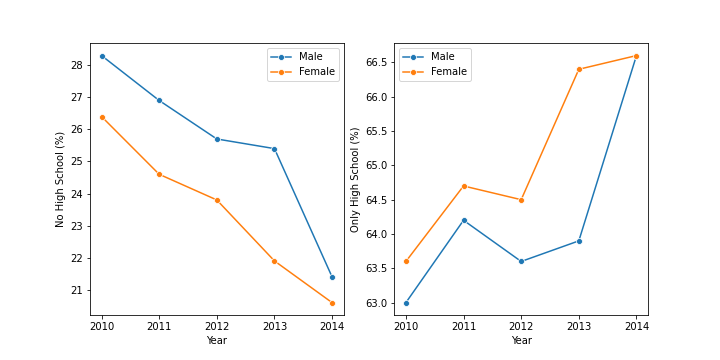 No High School (%)
28
27
26
25
24
23
22
21
2010 2011 2012 2013 2014
Year
Male
Female
Only High School (%)
66.5
66.0
65.5
65.0
64.5
64.0
63.5
63.0
2010 2011 2012 2013 2014
Year
Male
Female